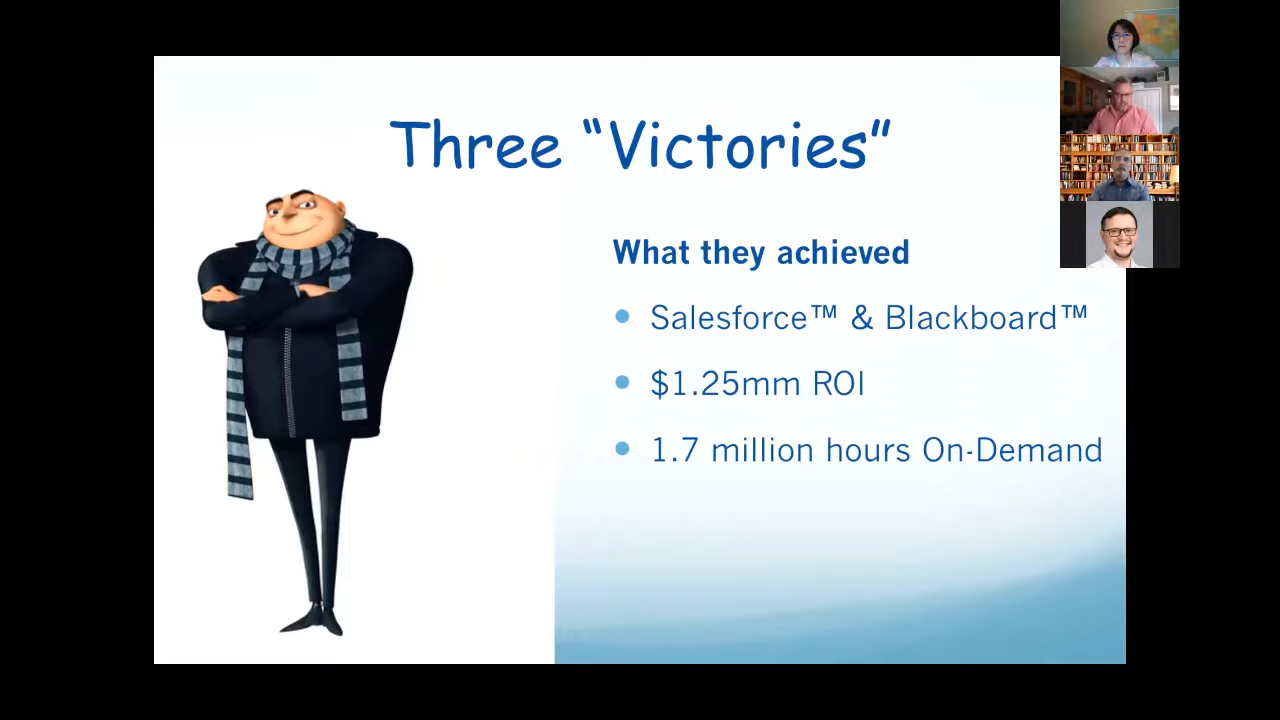 Three “Victories”
What they achieved
• Salesforce™ & Blackboard™
• $1.25mm ROI
• 1.7 million hours On-Demand